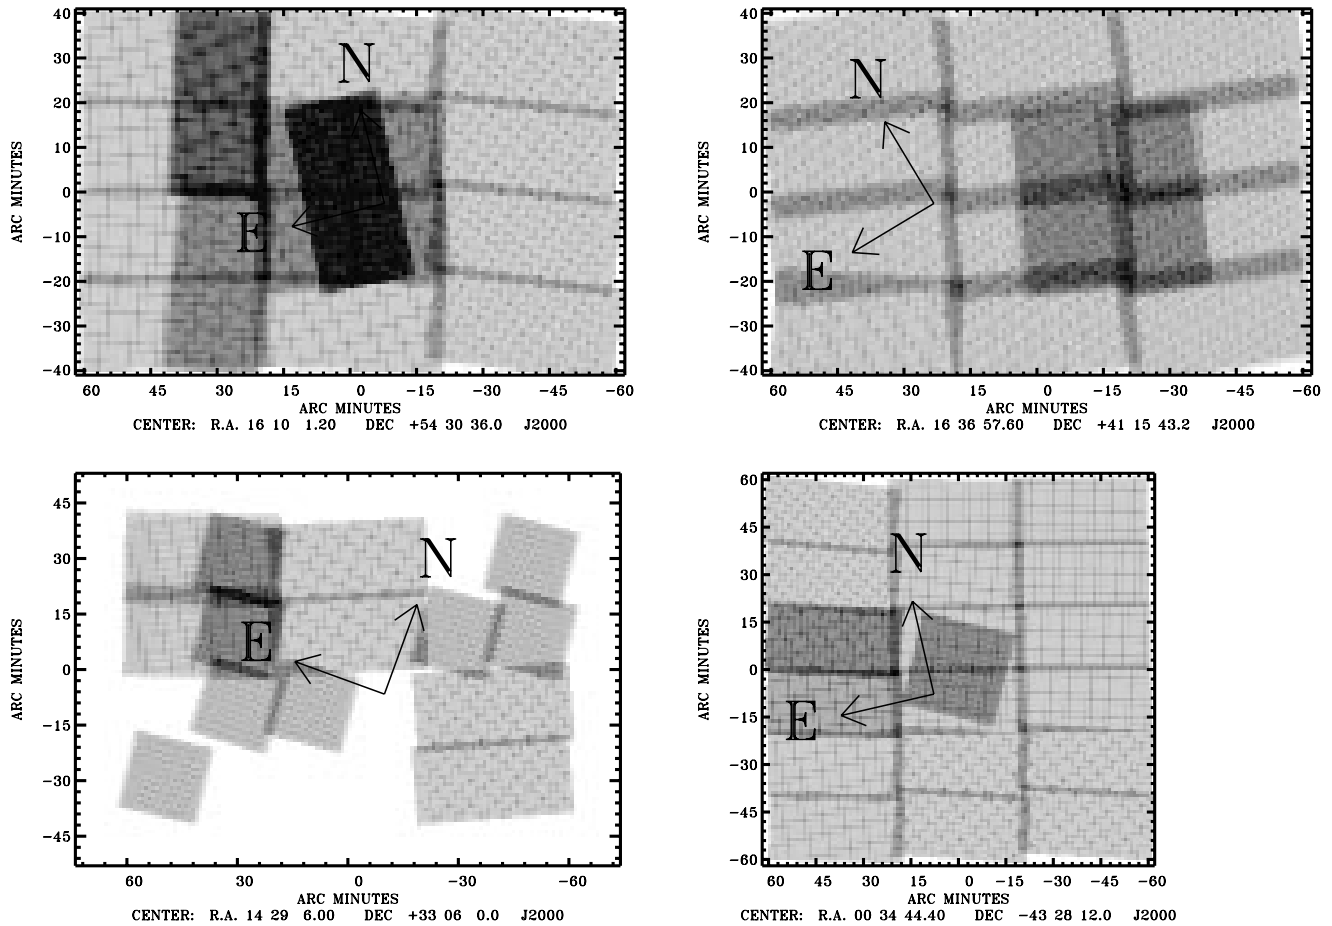 40
30
20
10
0
-10
-20
-30
-40
ARC MINUTES
N
E
60 45 30 15 0 -15 -30 -45 -60
ARC MINUTES
CENTER: R.A. 16 10 1.20 DEC +54 30 36.0 J2000
40
30
20
10
0
-10
-20
-30
-40
ARC MINUTES
N
E
60 45 30 15 0 -15 -30 -45 -60
ARC MINUTES
CENTER: R.A. 16 36 57.60 DEC +41 15 43.2 J2000
45
30
15
0
-15
-30
-45
ARC MINUTES
N
E
60 30 0 -30 -60
ARC MINUTES
CENTER: R.A. 14 29 6.00 DEC +33 06 0.0 J2000
60
45
30
15
0
-15
-30
-45
-60
ARC MINUTES
N
E
60 45 30 15 0 -15 -30 -45 -60
ARC MINUTES
CENTER: R.A. 00 34 44.40 DEC -43 28 12.0 J2000